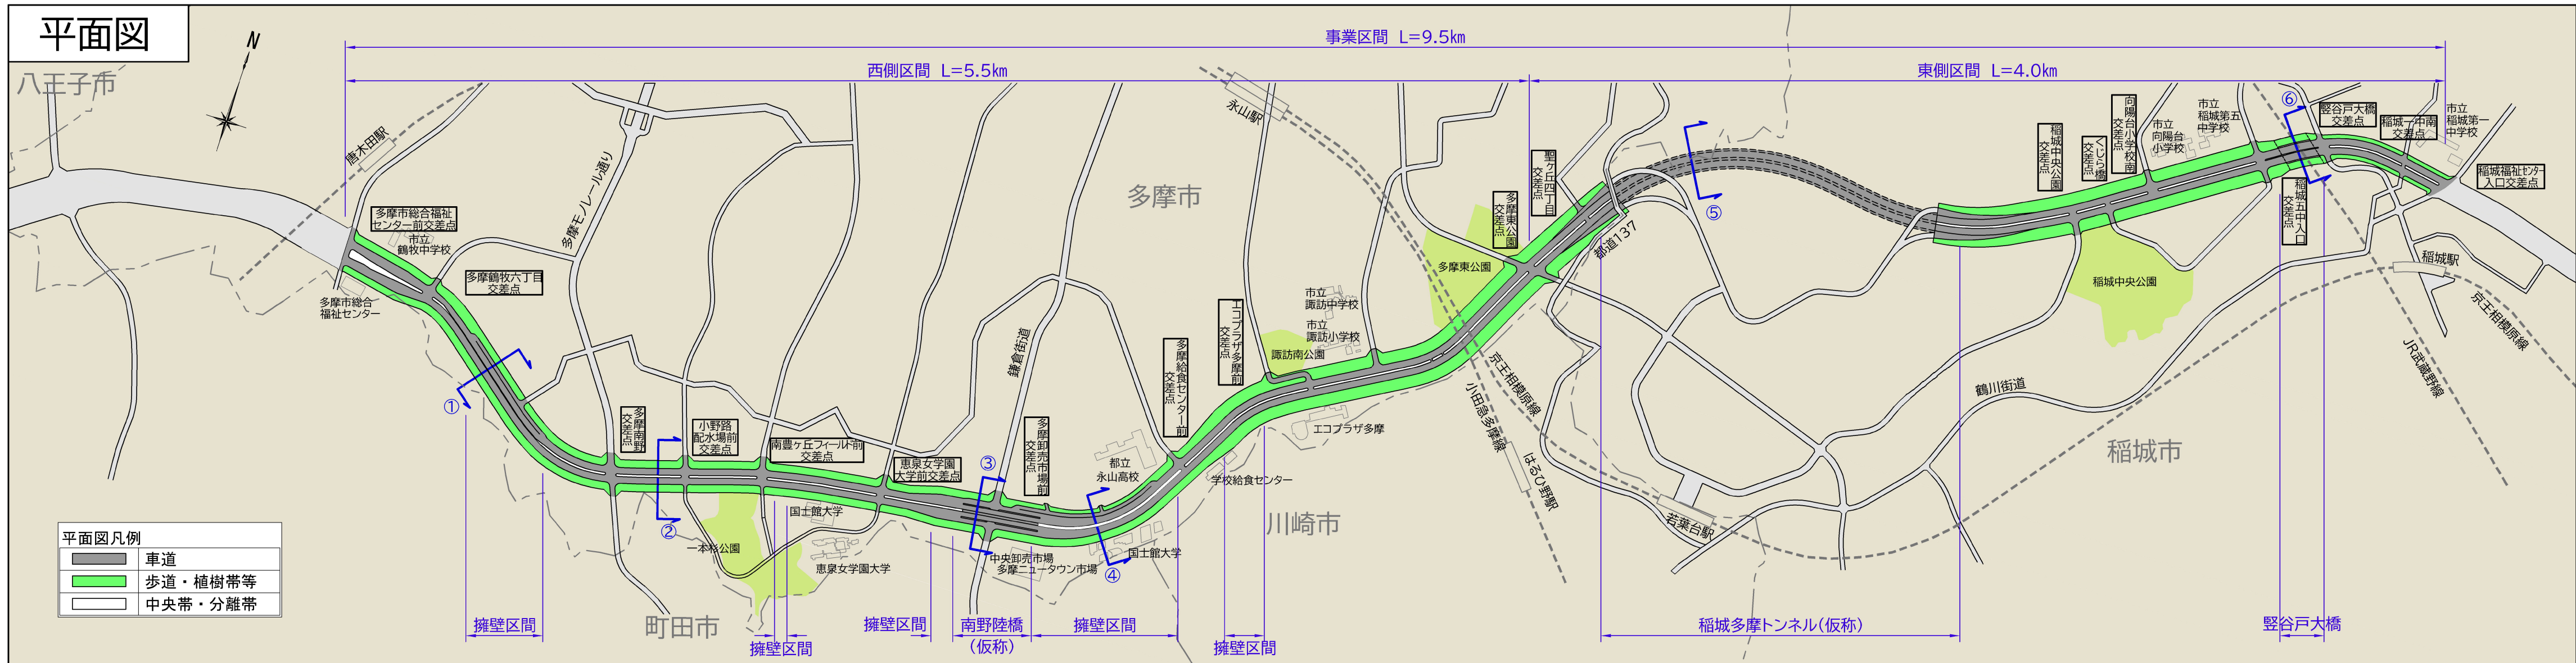 平面図
N
事業区間 L=9.5km
西側区間 L=5.5km
東側区間 L=4.0km
八王子市
唐木田駅
多摩市総合福祉
センター前交差点
市立
鶴牧中学校
多摩市総合
福祉センター
多摩鶴牧六丁目
交差点
多摩モノレール通り
①
多摩南野
交差点
②
小野路
配水場前
交差点
南豊ヶ丘フィールド前
交差点
一本杉公園
国士館大学
恵泉女学園大学
恵泉女学園
大学前交差点
鎌倉街道
③
多摩卸売市場前
交差点
中央卸売市場
多摩ニュータウン市場
都立
永山高校
④
国士館大学
多摩給食センター前
交差点
学校給食センター
エコプラザ多摩前
交差点
エコプラザ多摩
諏訪南公園
市立
諏訪中学校
市立
諏訪小学校
多摩市
永山駅
多摩東公園
多摩東公園
交差点
聖ヶ丘四丁目
交差点
都道137
京王相模原線
小田急多摩線
はるひ野駅
若葉台駅
⑤
鶴川街道
稲城中央公園
交差点
くじら橋
交差点
向陽台小学校南
交差点
市立
向陽台
小学校
市立
稲城第五
中学校
稲城中央公園
⑥
竪谷戸大橋
交差点
稲城一中南
交差点
市立
稲城第一
中学校
稲城福祉センター
入口交差点
稲城五中入口
交差点
稲城駅
京王相模原線
JR武蔵野線
稲城市
川崎市
町田市
擁壁区間
擁壁区間
擁壁区間
南野陸橋
(仮称)
擁壁区間
擁壁区間
稲城多摩トンネル(仮称)
竪谷戸大橋
平面図凡例
車道
歩道・植樹帯等
中央帯・分離帯